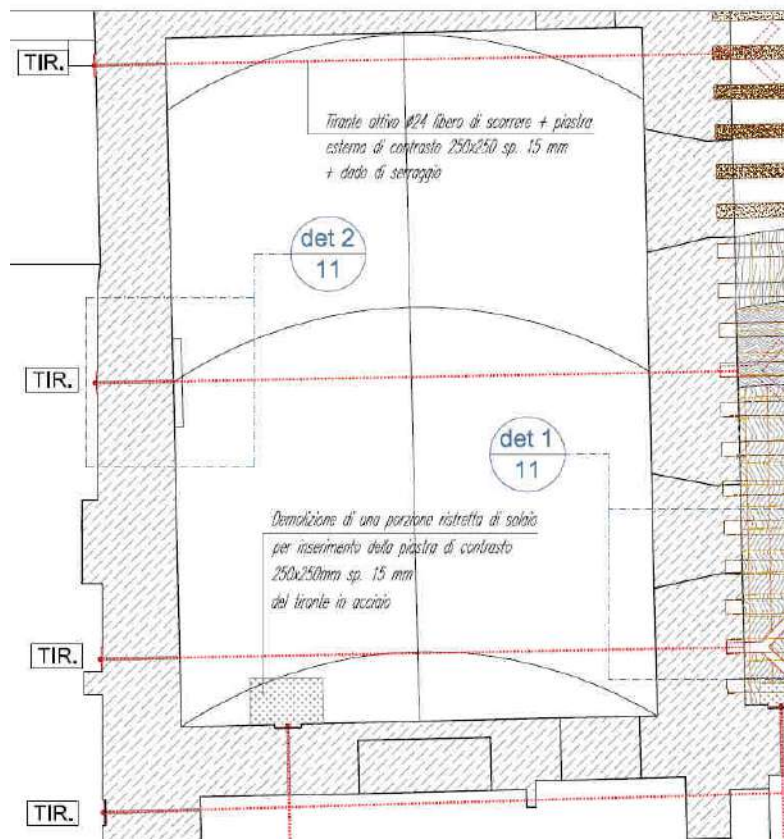 TIR.
Tirante attivo ø24 libero di scorrere + piastra
esterna di contrasto 250x250 sp. 15 mm
+ dado di serraggio
det 2
11
TIR.
det 1
11
Demolizione di una porzione ristretta di solaio
per inserimento della piastra di contrasto
250x250mm sp. 15 mm
del tirante in acciaio
TIR.
TIR.